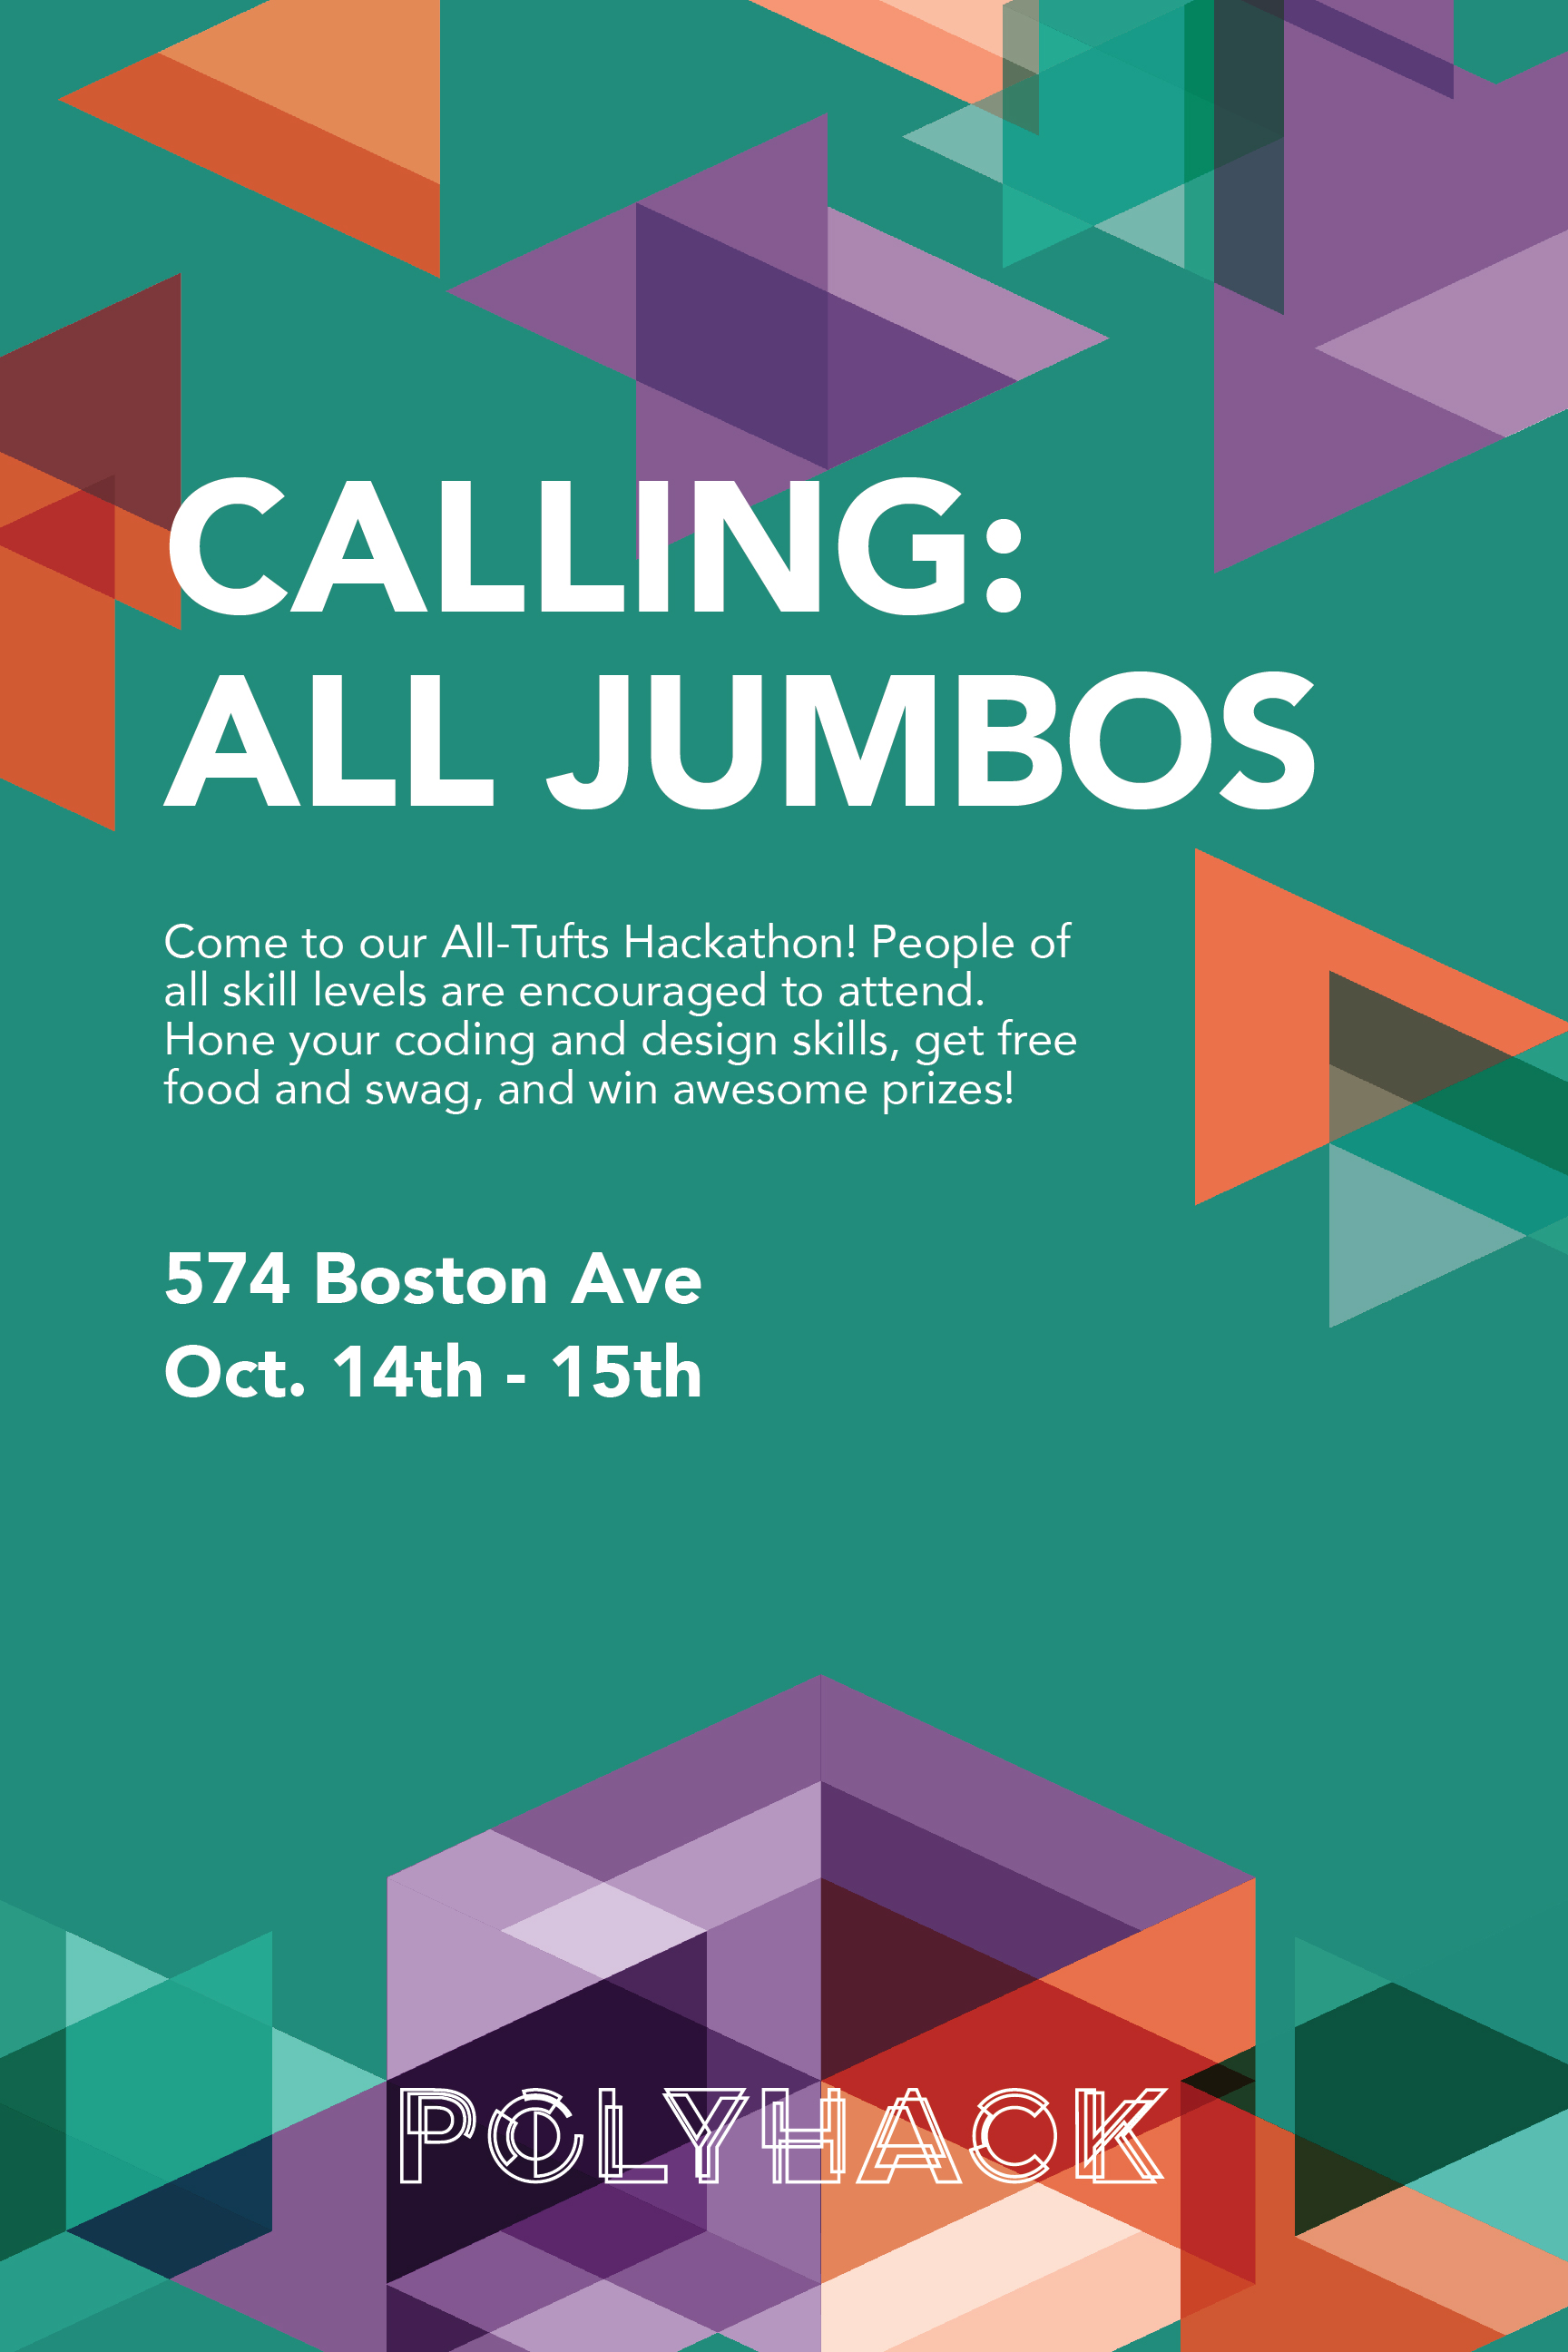 CALLING:
ALL JUMBOS
Come to our All-Tufts Hackathon! People of
all skill levels are encouraged to attend.
Hone your coding and design skills, get free
food and swag, and win awesome prizes!
574 Boston Ave
Oct. 14th - 15th
POLYHACK